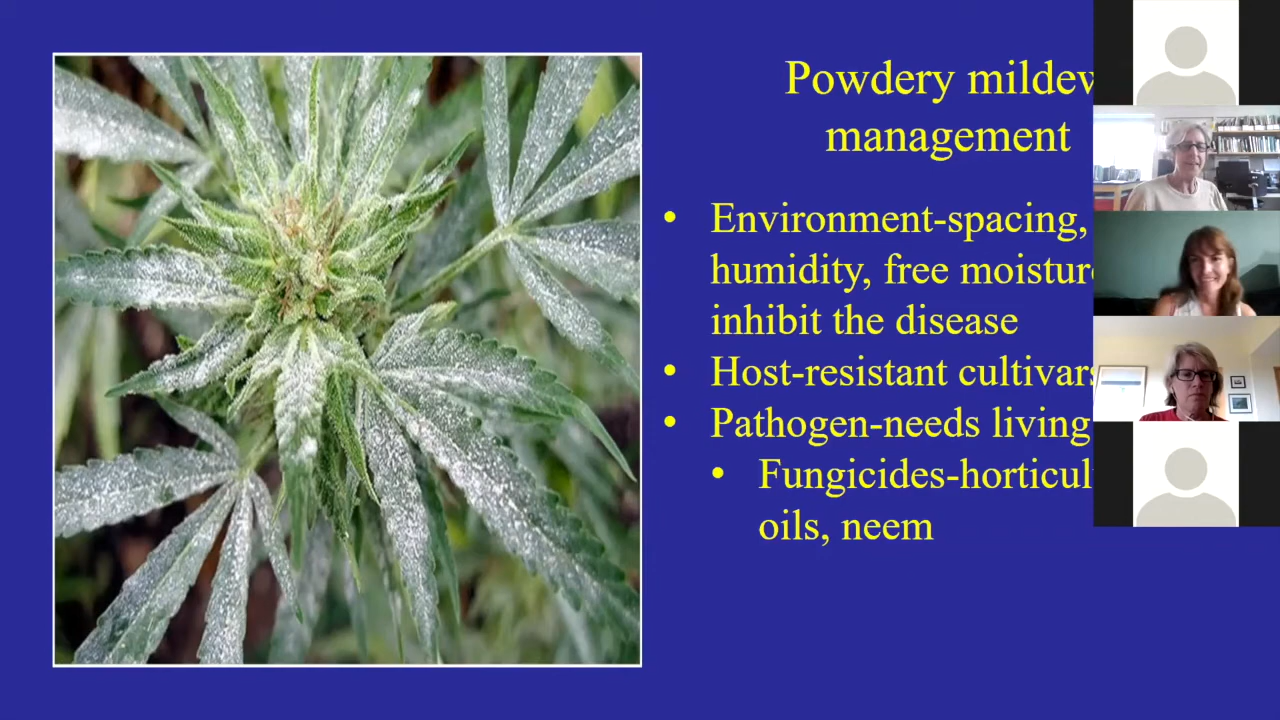 Powdery mildew
management
• Environment-spacing,
humidity, free moisture
inhibit the disease
• Host-resistant cultivars
• Pathogen-needs living
• Fungicides-horticul
oils, neem